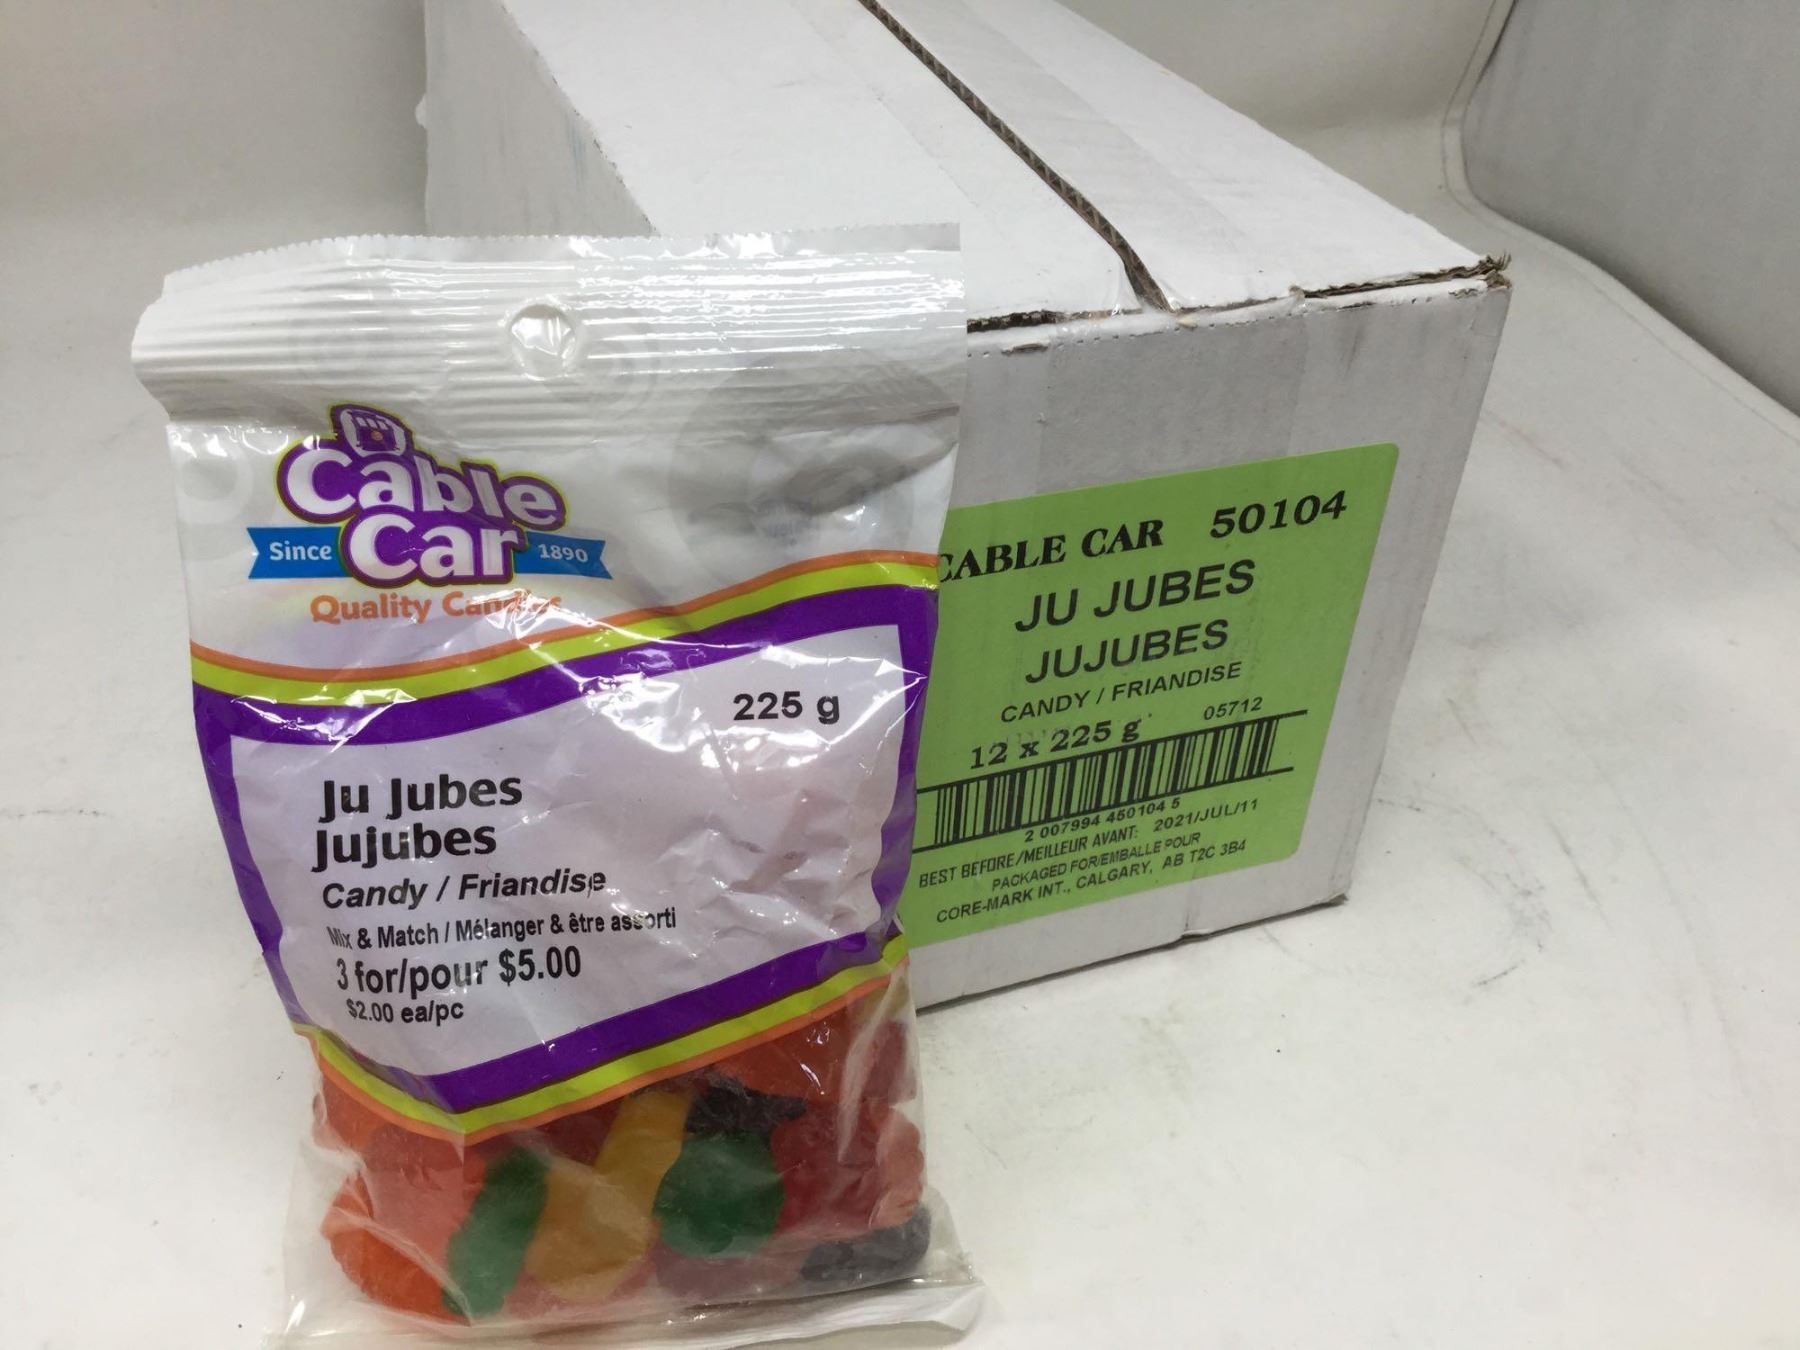 Cable
Car
Since 1890
Quality Candies
225 g
Ju Jubes
Jujubes
Candy / Friandise
Mix & Match / Mélanger & être assorti
3 for/pour $5.00
$2.00 ea/pc
CABLE CAR 50104
JU JUBES
JUJUBES
CANDY / FRIANDISE
12 x 225 g 05712
2 007994 450104 5
BEST BEFORE/MEILLEUR AVANT: 2021/JUL/11
PACKAGED FOR/EMBALLE POUR
CORE-MARK INT., CALGARY, AB T2C 3B4